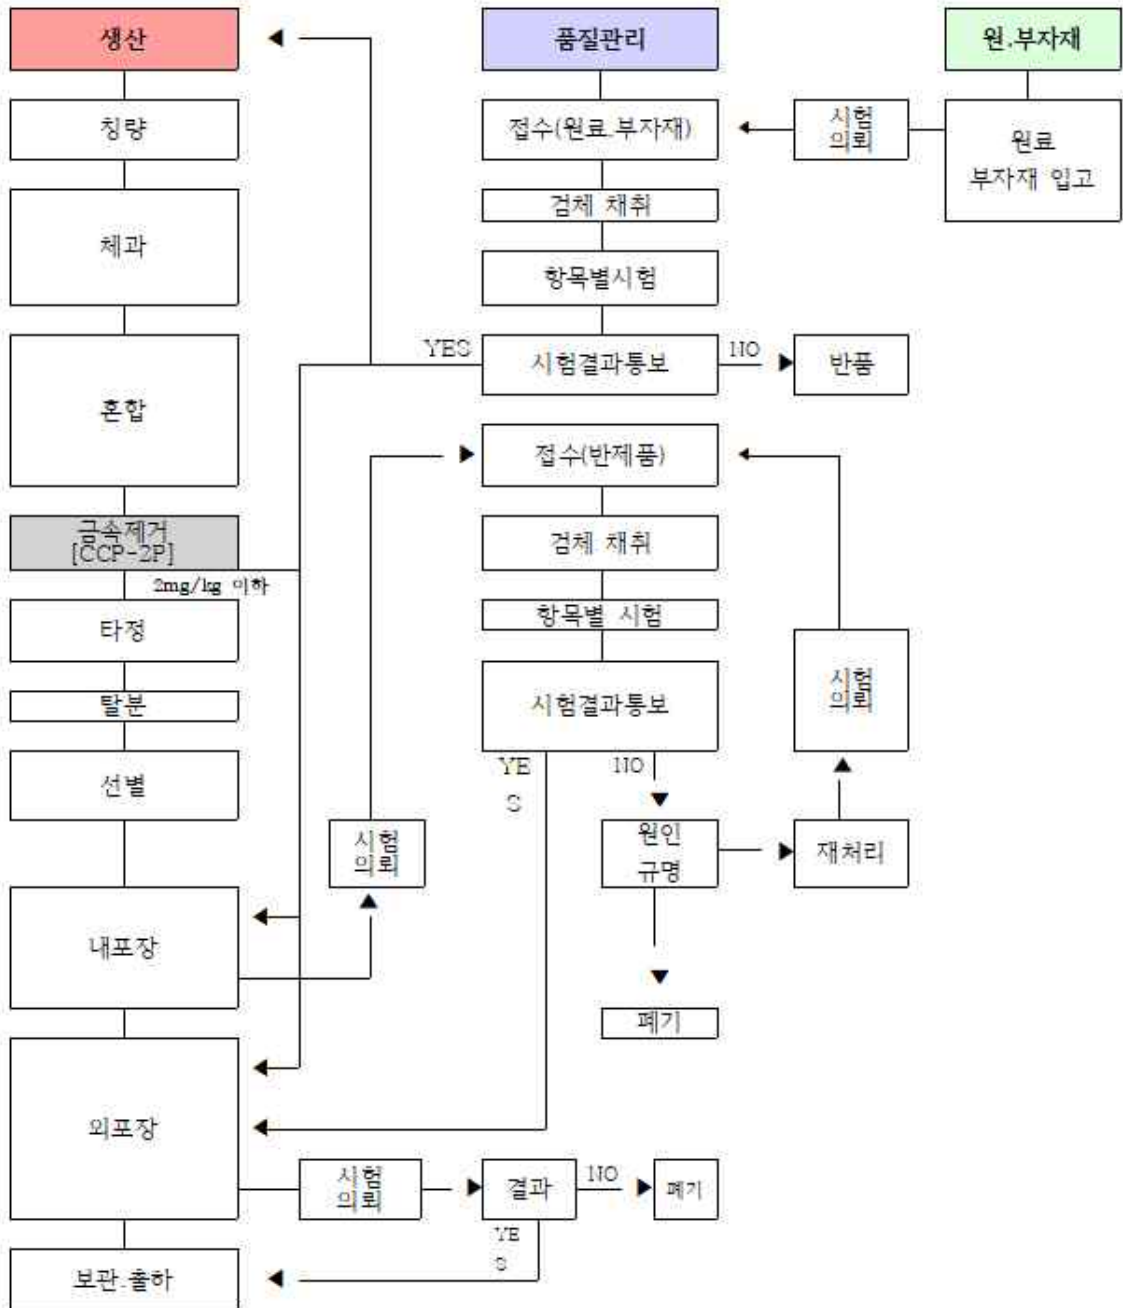 생산
품질관리
원.부자재
칭량
접수(원료.부자재)
시험
의뢰
원료
부자재 입고
체과
검체 채취
항목별시험
혼합
YES
시험결과통보
NO
반품
접수(반제품)
금속제거
[CCP-2P]
2mg/kg 이하
검체 채취
타정
항목별 시험
탈분
시험결과통보
시험
의뢰
선별
YE
S
NO
시험
의뢰
원인
규명
재처리
내포장
폐기
외포장
시험
의뢰
결과
NO
폐기
YE
S
보관.출하